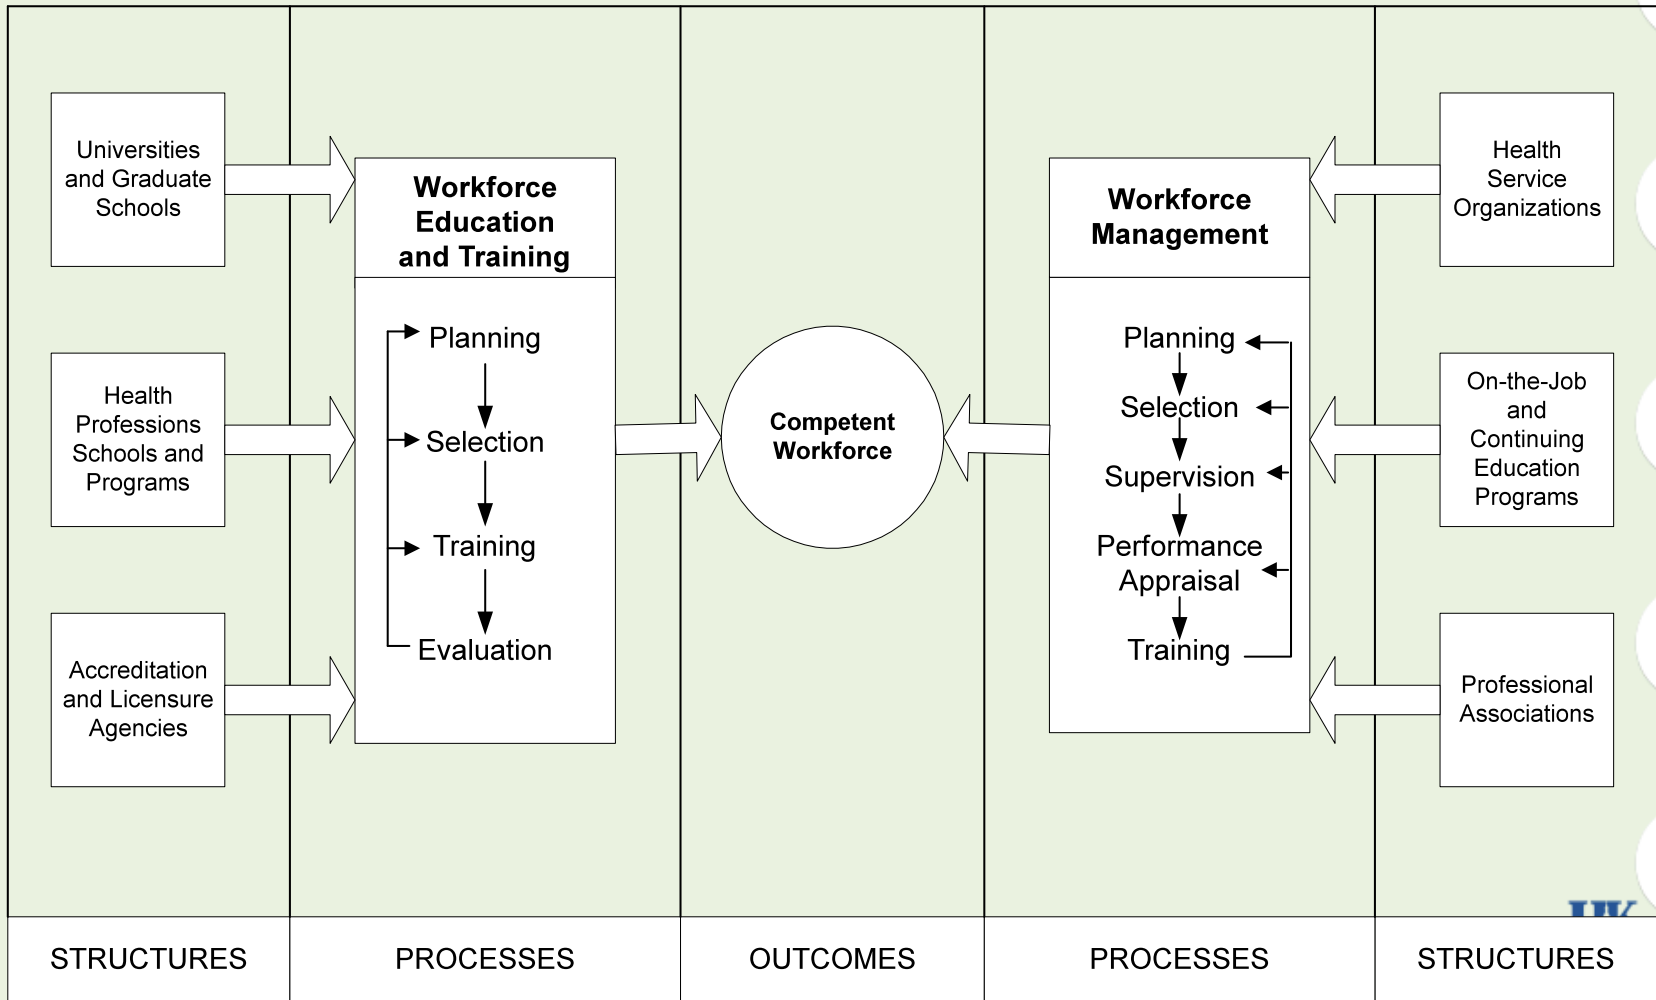 Universities
and Graduate
Schools
Health
Professions
Schools and
Programs
Accreditation
and Licensure
Agencies
Workforce
Education
and Training
Planning
Selection
Training
Evaluation
Competent
Workforce
Workforce
Management
Planning
Selection
Supervision
Performance
Appraisal
Training
Health
Service
Organizations
On-the-Job
and
Continuing
Education
Programs
Professional
Associations
STRUCTURES
PROCESSES
OUTCOMES
PROCESSES
STRUCTURES